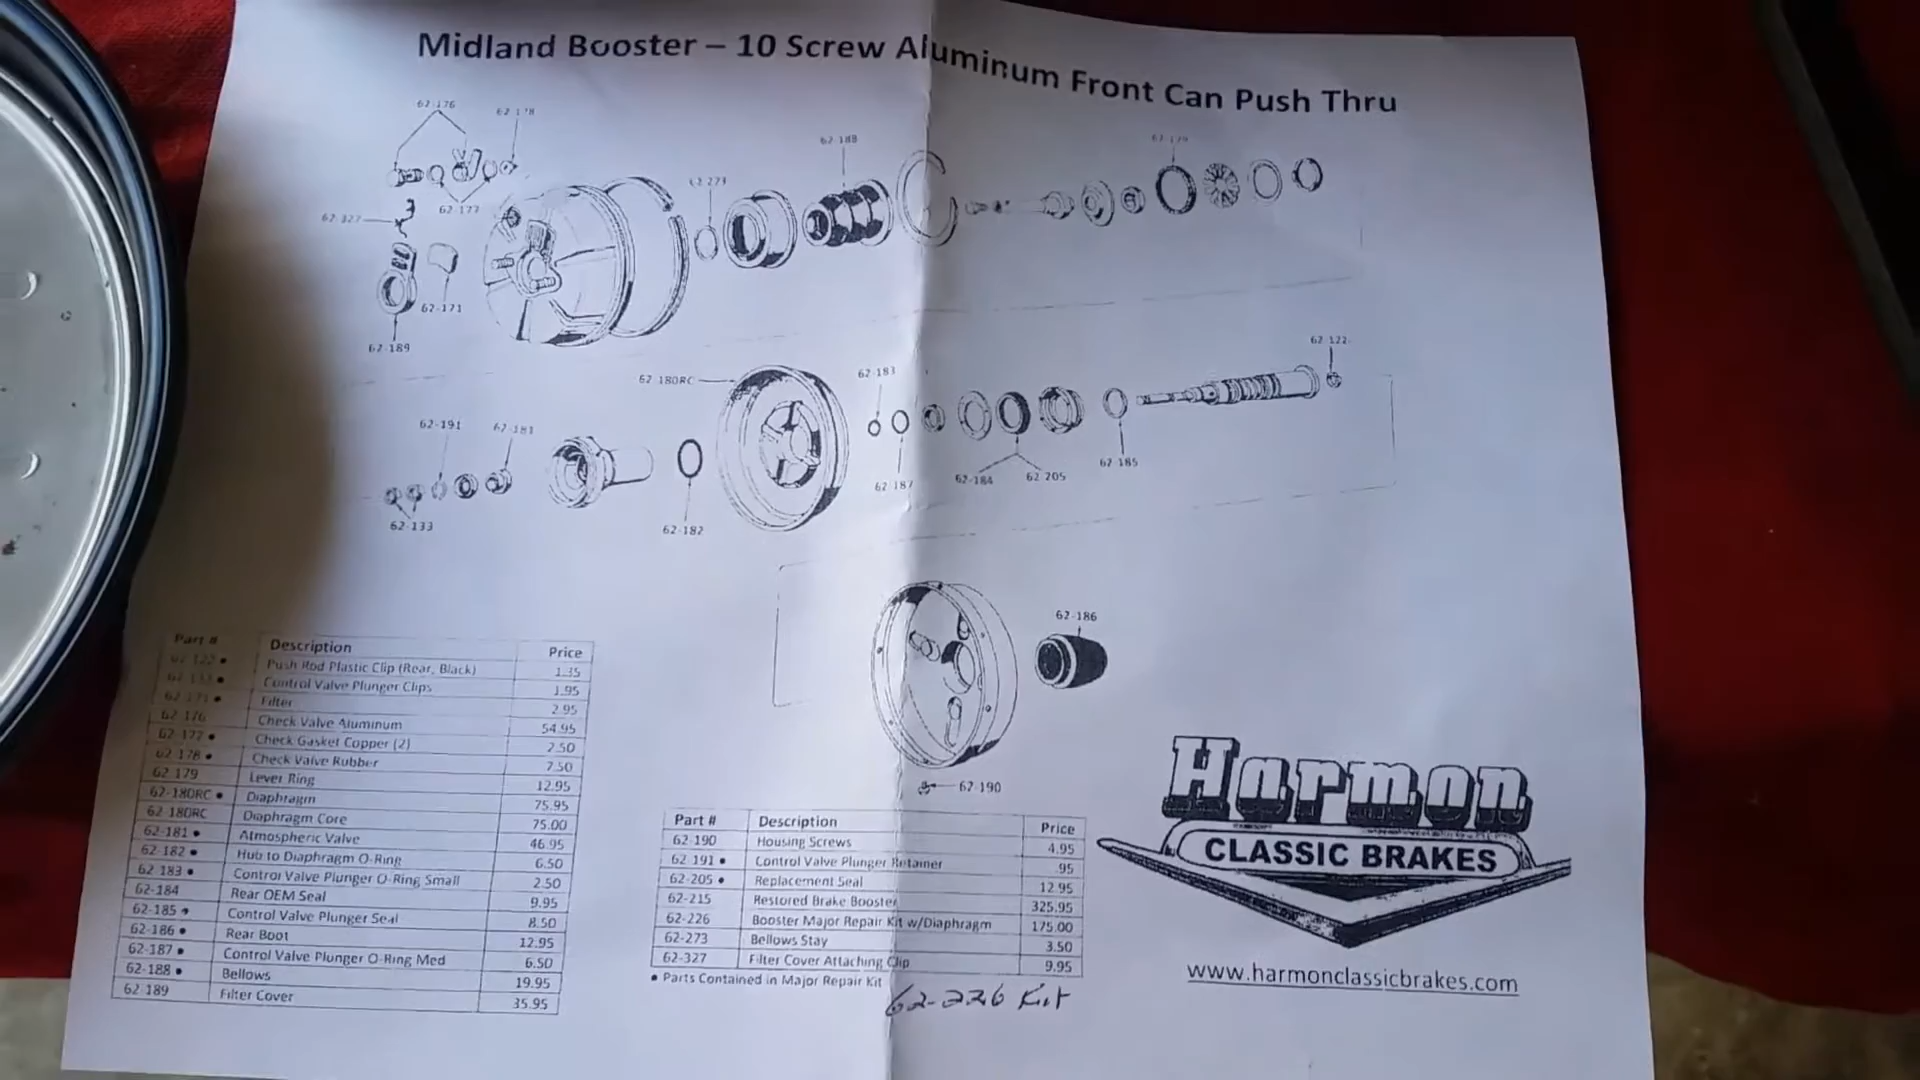 Midland Booster – 10 Screw Aluminum Front Can Push Thru
62-176
62-178
62-188
62-179
62-273
62-327
62-177
62-171
62-189
62-122
62-180RC
62-183
62-191
62-181
62-187
62-184
62-205
62-185
62-133
62-182
62-186
62-190
Part # Description Price
62-122 • Push Rod Plastic Clip (Rear, Black) 1.35
62-133 • Control Valve Plunger Clips 1.95
62-171 • Filter 2.95
62-176 Check Valve Aluminum 54.95
62-177 • Check Gasket Copper (2) 2.50
62-178 • Check Valve Rubber 7.50
62-179 Lever Ring 12.95
62-180RC • Diaphragm 75.95
62-180RC Diaphragm Core 75.00
62-181 • Atmospheric Valve 46.95
62-182 • Hub to Diaphragm O-Ring 6.50
62-183 • Control Valve Plunger O-Ring Small 2.50
62-184 Rear OEM Seal 9.95
62-185 • Control Valve Plunger Seal 8.50
62-186 • Rear Boot 12.95
62-187 • Control Valve Plunger O-Ring Med 6.50
62-188 • Bellows 19.95
62-189 Filter Cover 35.95
Part # Description Price
62-190 Housing Screws 4.95
62-191 • Control Valve Plunger Retainer .95
62-205 • Replacement Seal 12.95
62-215 Restored Brake Booster 325.95
62-226 Booster Major Repair Kit w/Diaphragm 175.00
62-273 Bellows Stay 3.50
62-327 Filter Cover Attaching Clip 9.95
• Parts Contained in Major Repair Kit
62-226 Kit
Harmon
CLASSIC BRAKES
www.harmonclassicbrakes.com